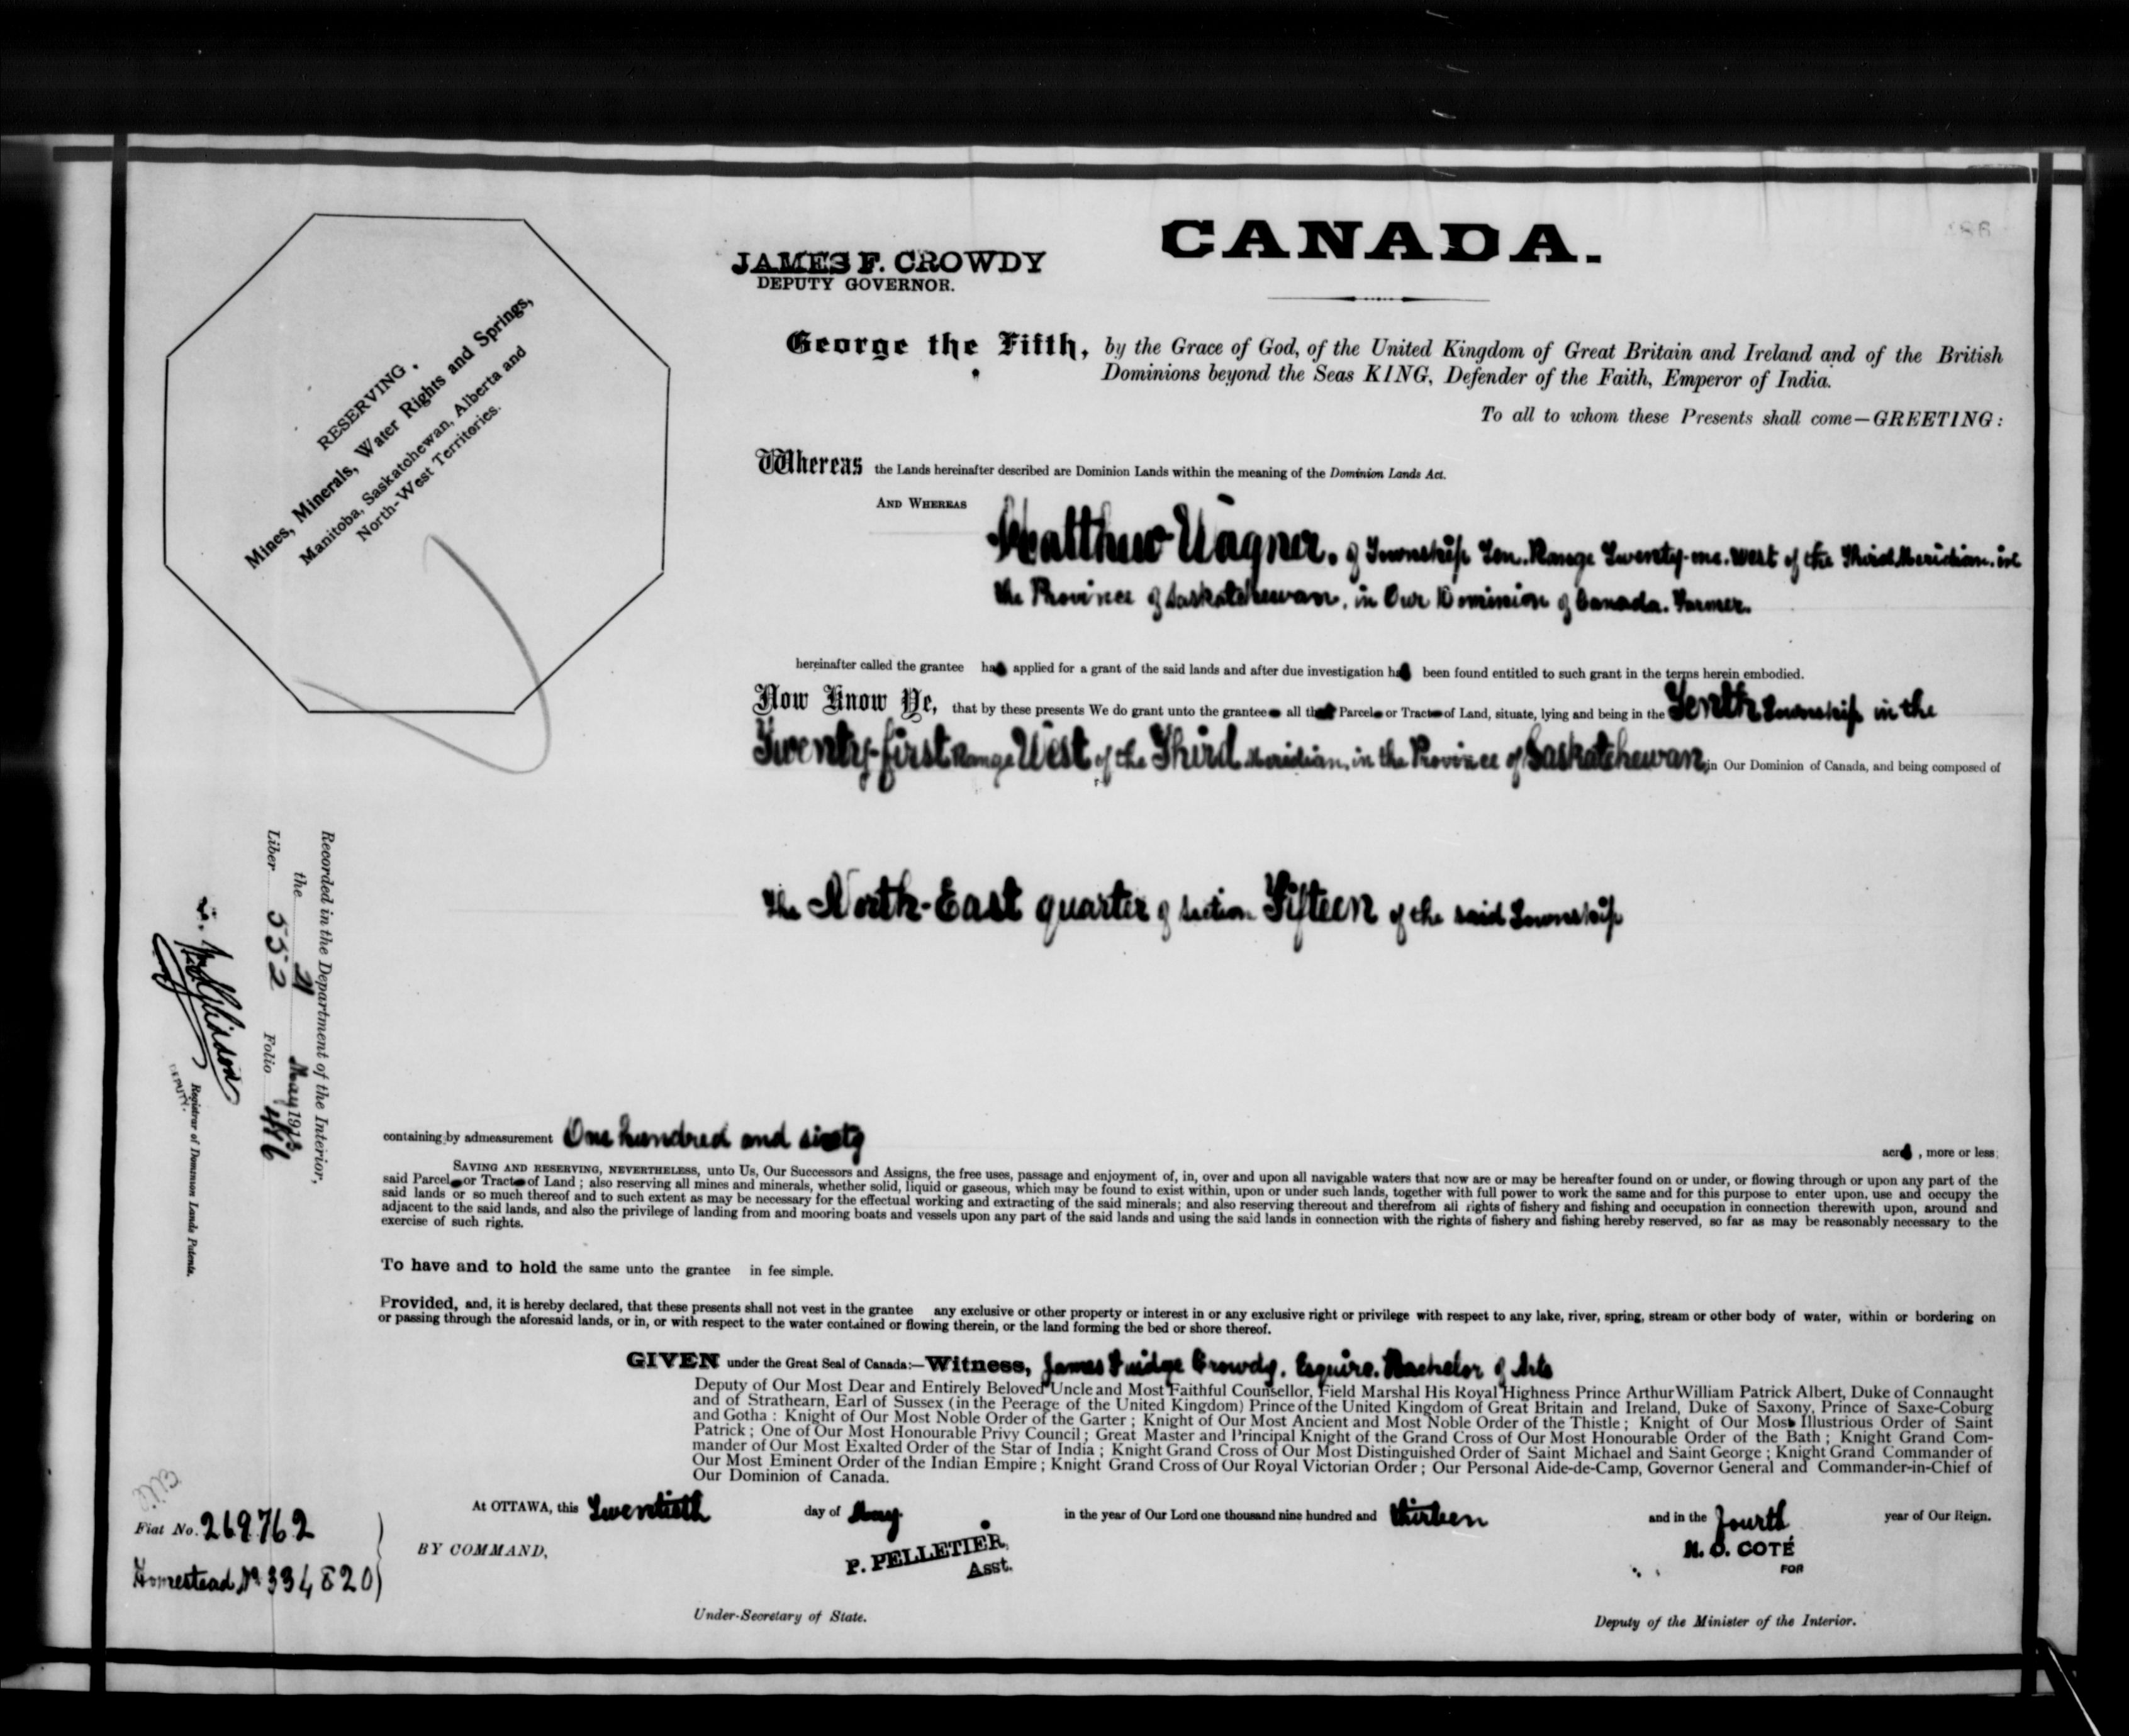 CANADA.
JAMES F. CROWDY
DEPUTY GOVERNOR.
RESERVING.
Mines, Minerals, Water Rights and Springs,
Manitoba, Saskatchewan, Alberta and
North-West Territories.
George the Fifth, by the Grace of God, of the United Kingdom of Great Britain and Ireland and of the British
Dominions beyond the Seas KING, Defender of the Faith, Emperor of India.
To all to whom these Presents shall come—GREETING:
Whereas the Lands hereinafter described are Dominion Lands within the meaning of the Dominion Lands Act.
AND WHEREAS
Matthew Wagner, of Township Ten, Range Twenty-one, West of the Third Meridian, in
the Province of Saskatchewan, in Our Dominion of Canada. Farmer.
hereinafter called the grantee has applied for a grant of the said lands and after due investigation has been found entitled to such grant in the terms herein embodied.
Now Know Ye, that by these presents We do grant unto the grantee all that Parcel or Tract of Land, situate, lying and being in the Tenth Township in the
Twenty-first Range West of the Third Meridian, in the Province of Saskatchewan, in Our Dominion of Canada, and being composed of
The North-East quarter of Section Fifteen of the said Township
Recorded in the Department of the Interior,
the 21 May 1913
Liber 552 Folio 486
Registrar of Dominion Lands Patents.
DEPUTY.
containing by admeasurement One hundred and sixty acres, more or less;
SAVING AND RESERVING, NEVERTHELESS, unto Us, Our Successors and Assigns, the free uses, passage and enjoyment of, in, over and upon all navigable waters that now are or may be hereafter found on or under, or flowing through or upon any part of the
said Parcel or Tract of Land; also reserving all mines and minerals, whether solid, liquid or gaseous, which may be found to exist within, upon or under such lands, together with full power to work the same and for this purpose to enter upon, use and occupy the
said lands or so much thereof and to such extent as may be necessary for the effectual working and extracting of the said minerals; and also reserving thereout and therefrom all rights of fishery and fishing and occupation in connection therewith upon, around and
adjacent to the said lands, and also the privilege of landing from and mooring boats and vessels upon any part of the said lands and using the said lands in connection with the rights of fishery and fishing hereby reserved, so far as may be reasonably necessary to the
exercise of such rights.
To have and to hold the same unto the grantee in fee simple.
Provided, and, it is hereby declared, that these presents shall not vest in the grantee any exclusive or other property or interest in or any exclusive right or privilege with respect to any lake, river, spring, stream or other body of water, within or bordering on
or passing through the aforesaid lands, or in, or with respect to the water contained or flowing therein, or the land forming the bed or shore thereof.
GIVEN under the Great Seal of Canada:—Witness, James Fuidge Crowdy, Esquire, Bachelor of Arts
Deputy of Our Most Dear and Entirely Beloved Uncle and Most Faithful Counsellor, Field Marshal His Royal Highness Prince Arthur William Patrick Albert, Duke of Connaught
and of Strathearn, Earl of Sussex (in the Peerage of the United Kingdom) Prince of the United Kingdom of Great Britain and Ireland, Duke of Saxony, Prince of Saxe-Coburg
and Gotha: Knight of Our Most Noble Order of the Garter; Knight of Our Most Ancient and Most Noble Order of the Thistle; Knight of Our Most Illustrious Order of Saint
Patrick; One of Our Most Honourable Privy Council; Great Master and Principal Knight of the Grand Cross of Our Most Honourable Order of the Bath; Knight Grand Com-
mander of Our Most Exalted Order of the Star of India; Knight Grand Cross of Our Most Distinguished Order of Saint Michael and Saint George; Knight Grand Commander of
Our Most Eminent Order of the Indian Empire; Knight Grand Cross of Our Royal Victorian Order; Our Personal Aide-de-Camp, Governor General and Commander-in-Chief of
Our Dominion of Canada.
At OTTAWA, this Twentieth day of May in the year of Our Lord one thousand nine hundred and thirteen and in the fourth year of Our Reign.
Fiat No. 269762
Homestead No 334820
BY COMMAND,
P. PELLETIER,
Asst.
Under-Secretary of State.
N. O. COTÉ
FOR
Deputy of the Minister of the Interior.